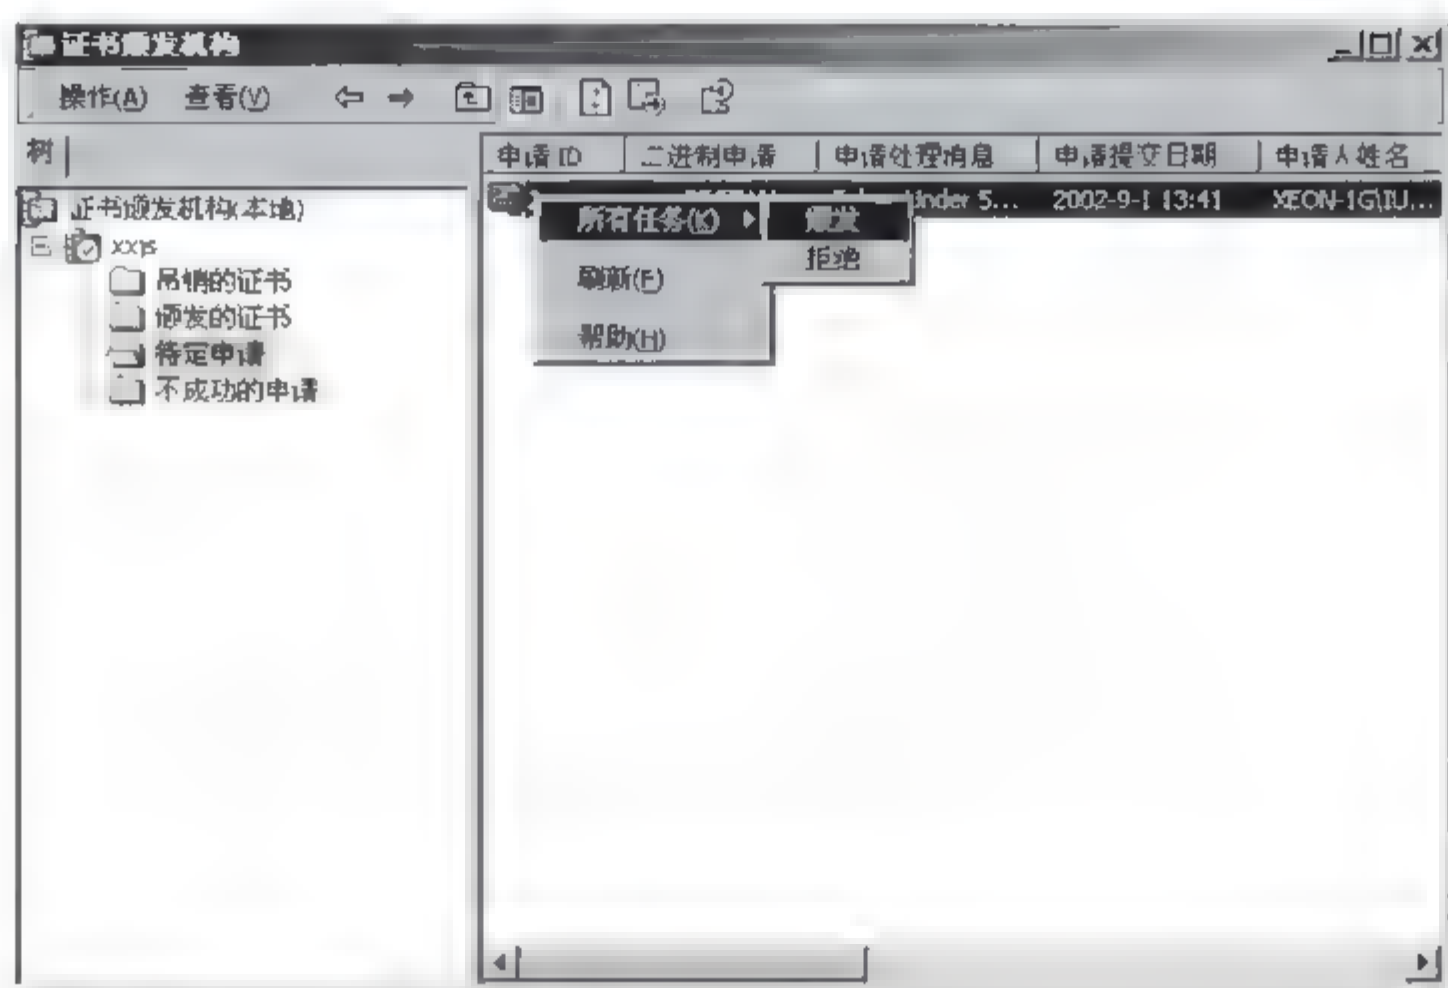 证书颁发机构
操作(A) 查看(V)
树
申请 ID 二进制申请 申请处理消息 申请提交日期 申请人姓名
证书颁发机构(本地)
Under 5... 2002-9-1 13:41 XEON-1G\IU...
所有任务(K) 颁发
xxjs
拒绝
吊销的证书
刷新(F)
颁发的证书
帮助(H)
待定申请
不成功的申请